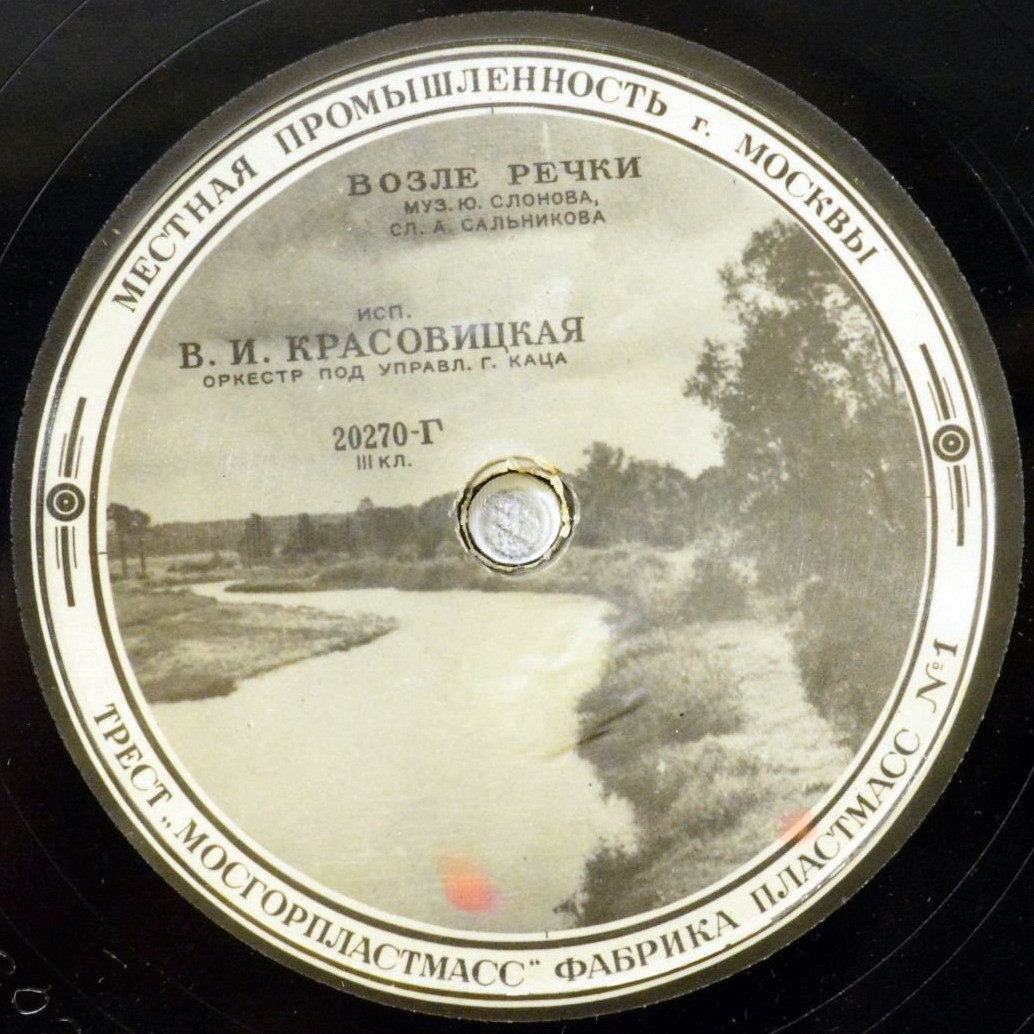 МЕСТНАЯ ПРОМЫШЛЕННОСТЬ г. МОСКВЫ
ВОЗЛЕ РЕЧКИ
МУЗ. Ю. СЛОНОВА,
СЛ. А. САЛЬНИКОВА
ИСП.
В. И. КРАСОВИЦКАЯ
ОРКЕСТР ПОД УПРАВЛ. Г. КАЦА
20270-Г
III КЛ.
ТРЕСТ „МОСГОРПЛАСТМАСС“ ФАБРИКА ПЛАСТМАСС №1